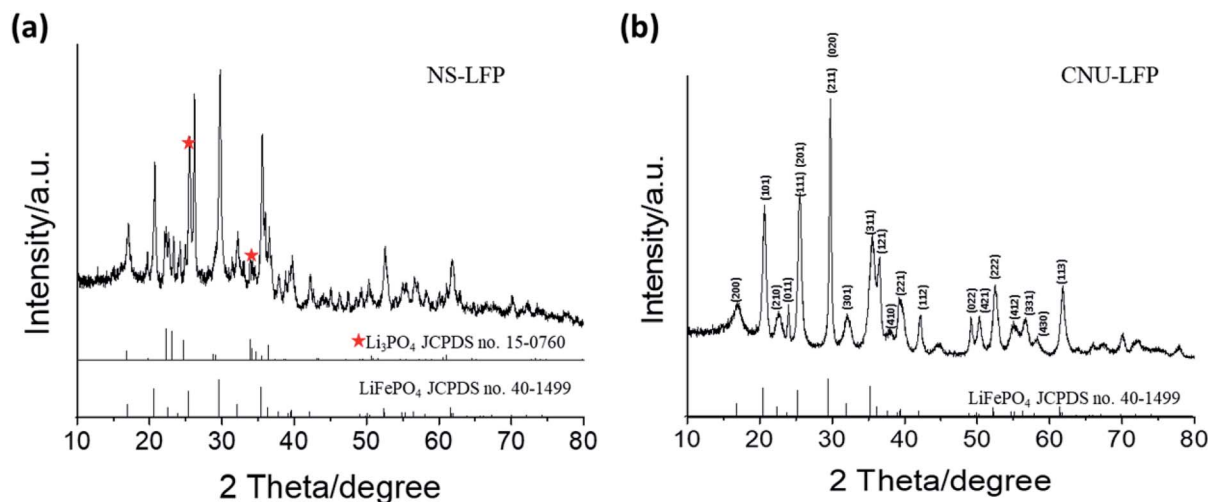 (a)
NS-LFP
Intensity/a.u.
★Li₃PO₄ JCPDS no. 15-0760
LiFePO₄ JCPDS no. 40-1499
10 20 30 40 50 60 70 80
2 Theta/degree
(b)
CNU-LFP
Intensity/a.u.
(200)
(101)
(210)
(011)
(111) (201)
(211) (020)
(301)
(311)
(121)
(410)
(221)
(112)
(022)
(421)
(222)
(412)
(331)
(430)
(113)
LiFePO₄ JCPDS no. 40-1499
10 20 30 40 50 60 70 80
2 Theta/degree